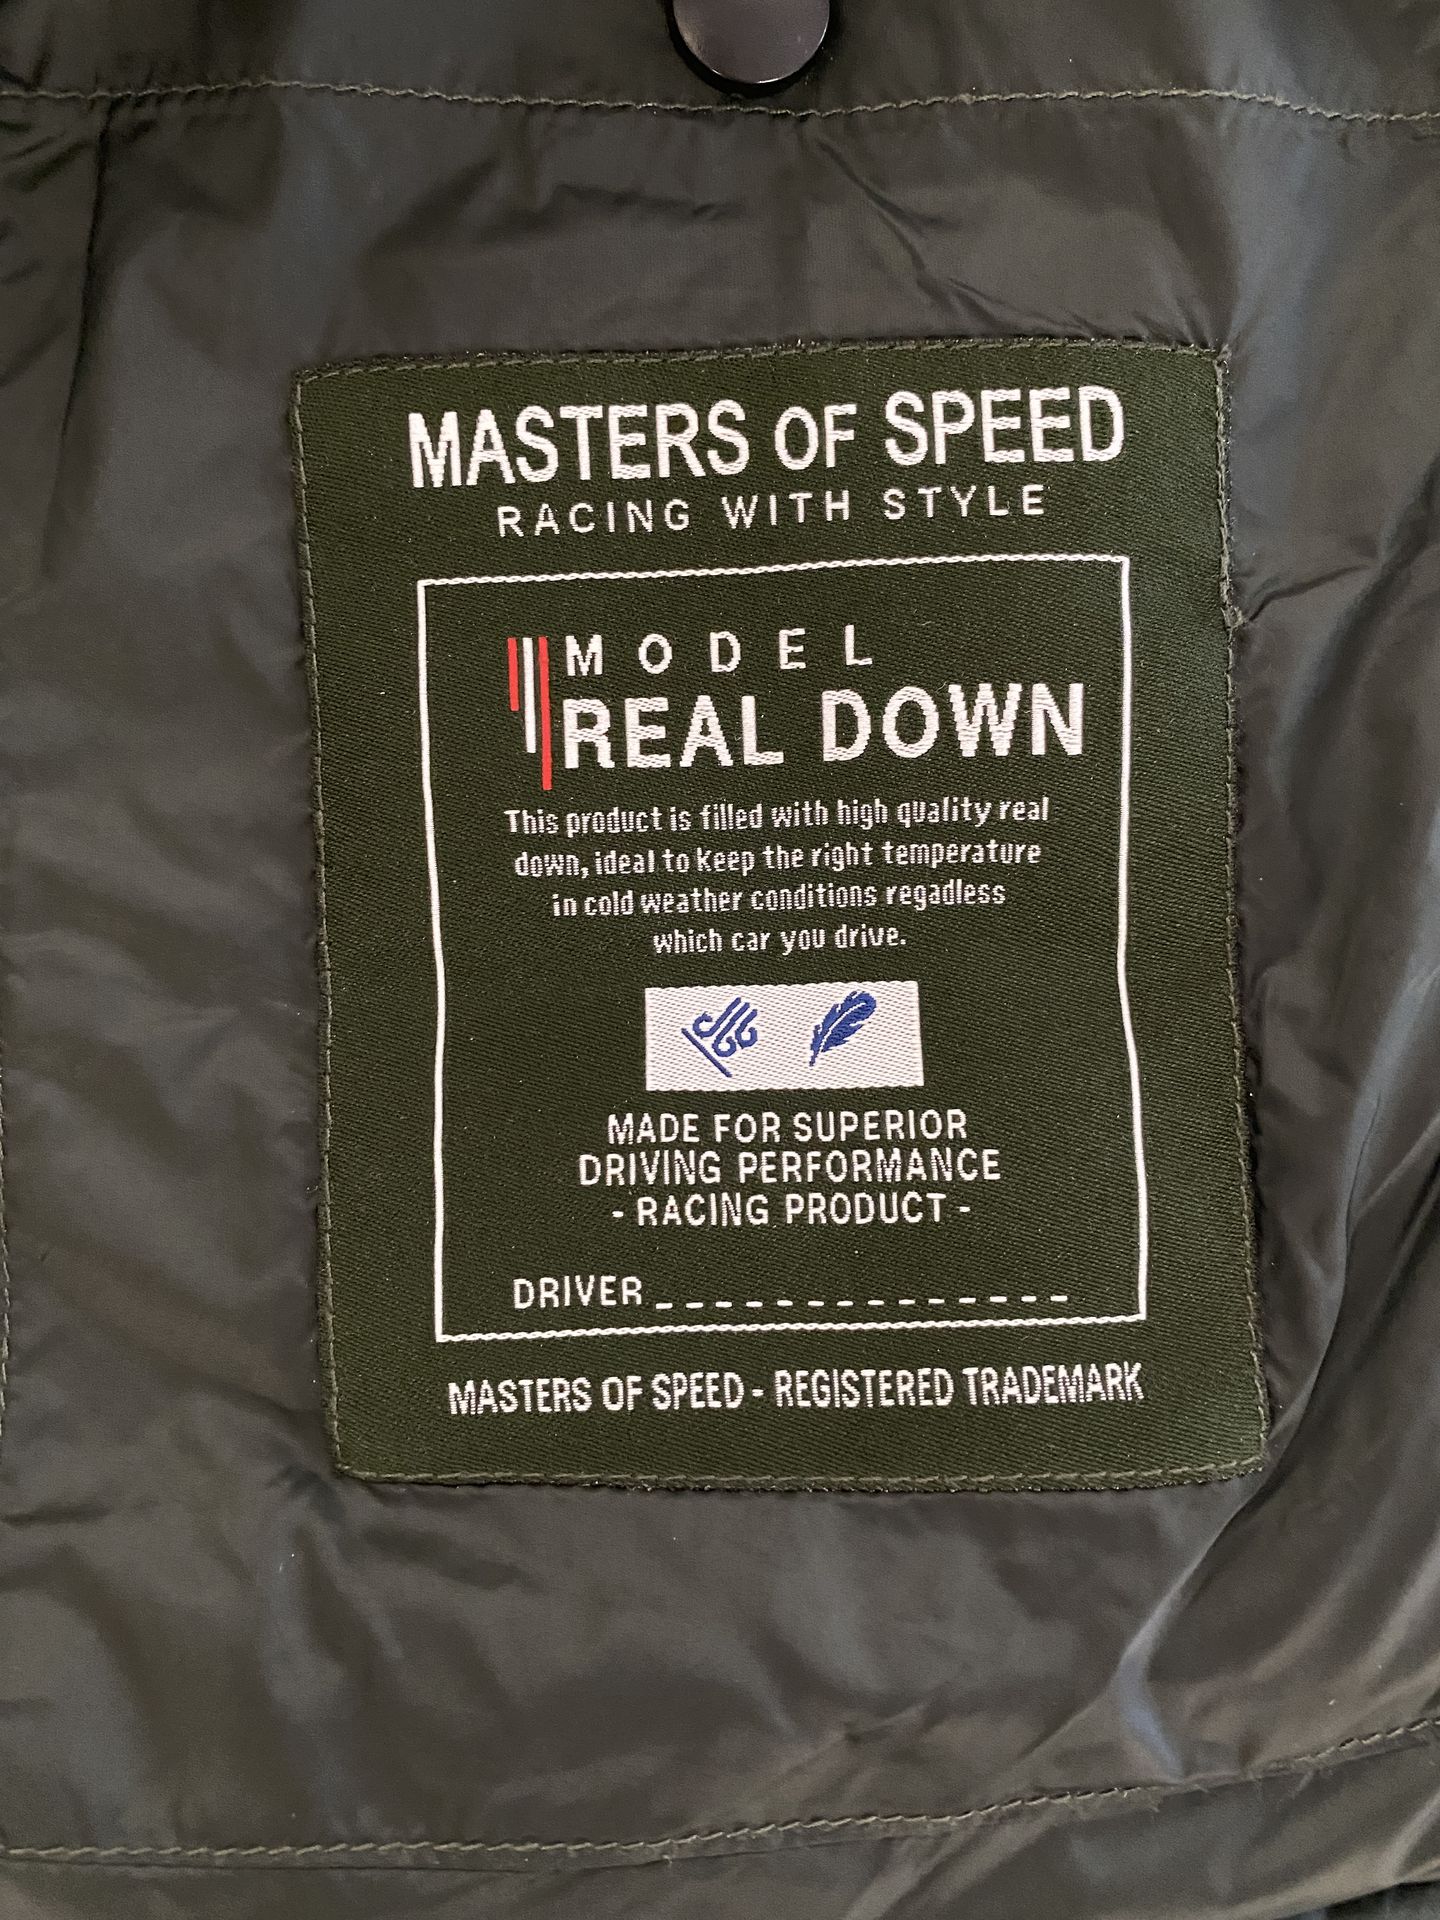 MASTERS OF SPEED
RACING WITH STYLE
MODEL
REAL DOWN
This product is filled with high quality real
down, ideal to keep the right temperature
in cold weather conditions regadless
which car you drive.
MADE FOR SUPERIOR
DRIVING PERFORMANCE
- RACING PRODUCT -
DRIVER _ _ _ _ _ _ _ _ _ _ _ _ _ _
MASTERS OF SPEED - REGISTERED TRADEMARK